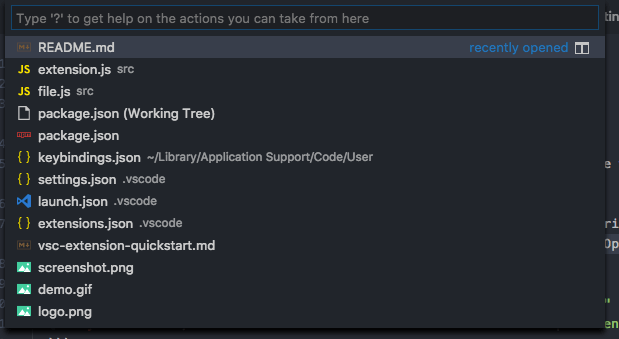 Type '?' to get help on the actions you can take from here
README.md recently opened
JS extension.js src
JS file.js src
package.json (Working Tree)
npm package.json
{ } keybindings.json ~/Library/Application Support/Code/User
{ } settings.json .vscode
launch.json .vscode
{ } extensions.json .vscode
vsc-extension-quickstart.md
screenshot.png
demo.gif
logo.png